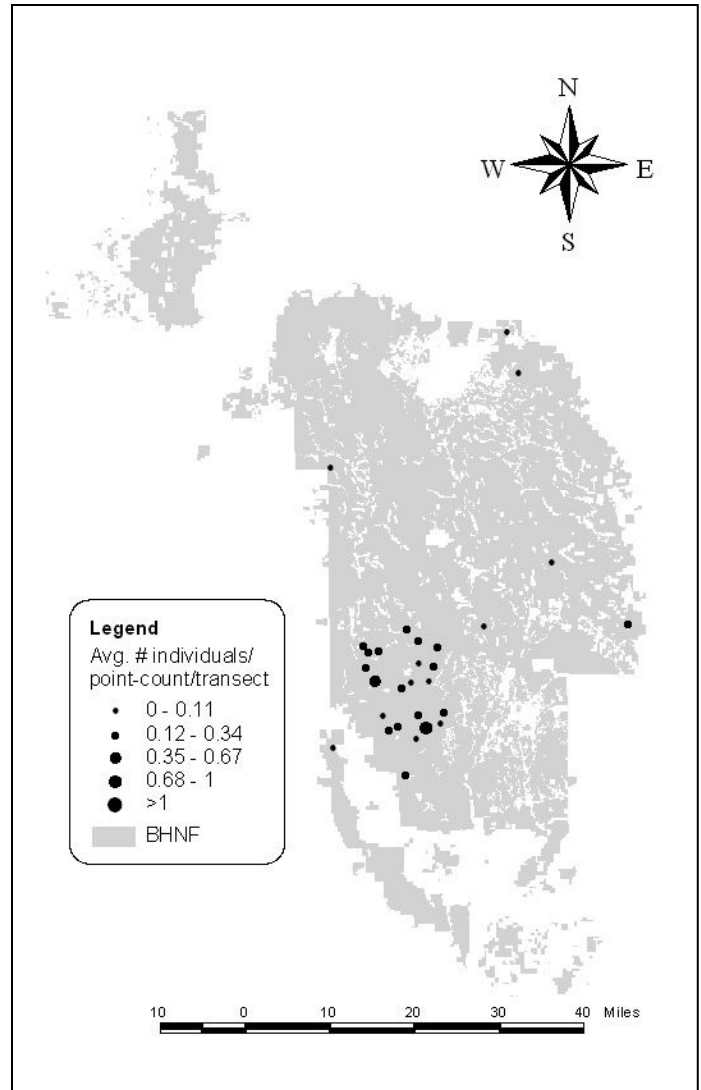 N
W E
S
Legend
Avg. # individuals/
point-count/transect
0 - 0.11
0.12 - 0.34
0.35 - 0.67
0.68 - 1
>1
BHNF
10 0 10 20 30 40 Miles